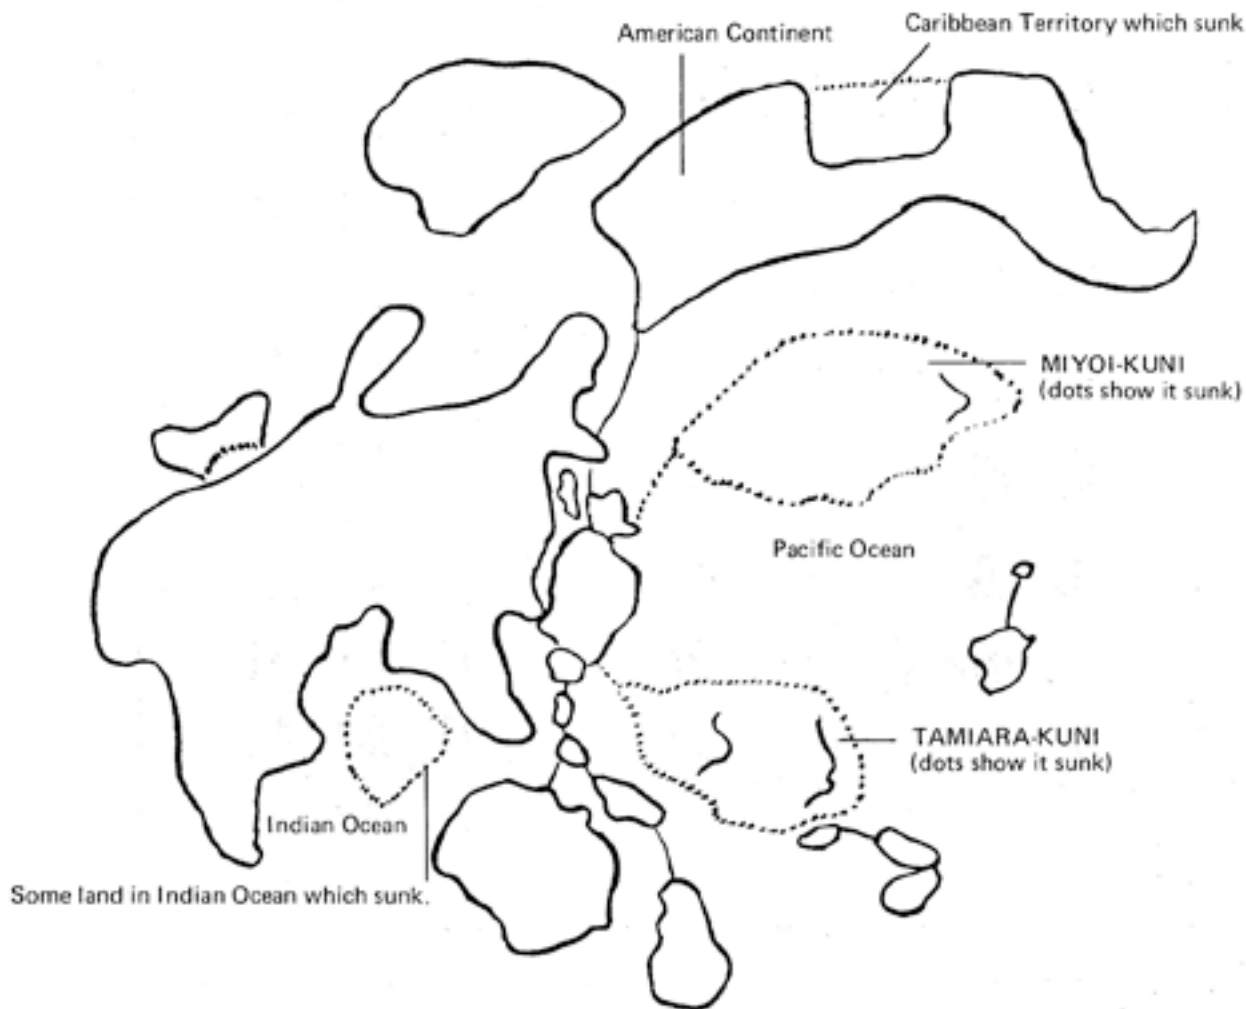 Caribbean Territory which sunk
American Continent
MIYOI-KUNI
(dots show it sunk)
Pacific Ocean
TAMIARA-KUNI
(dots show it sunk)
Indian Ocean
Some land in Indian Ocean which sunk.